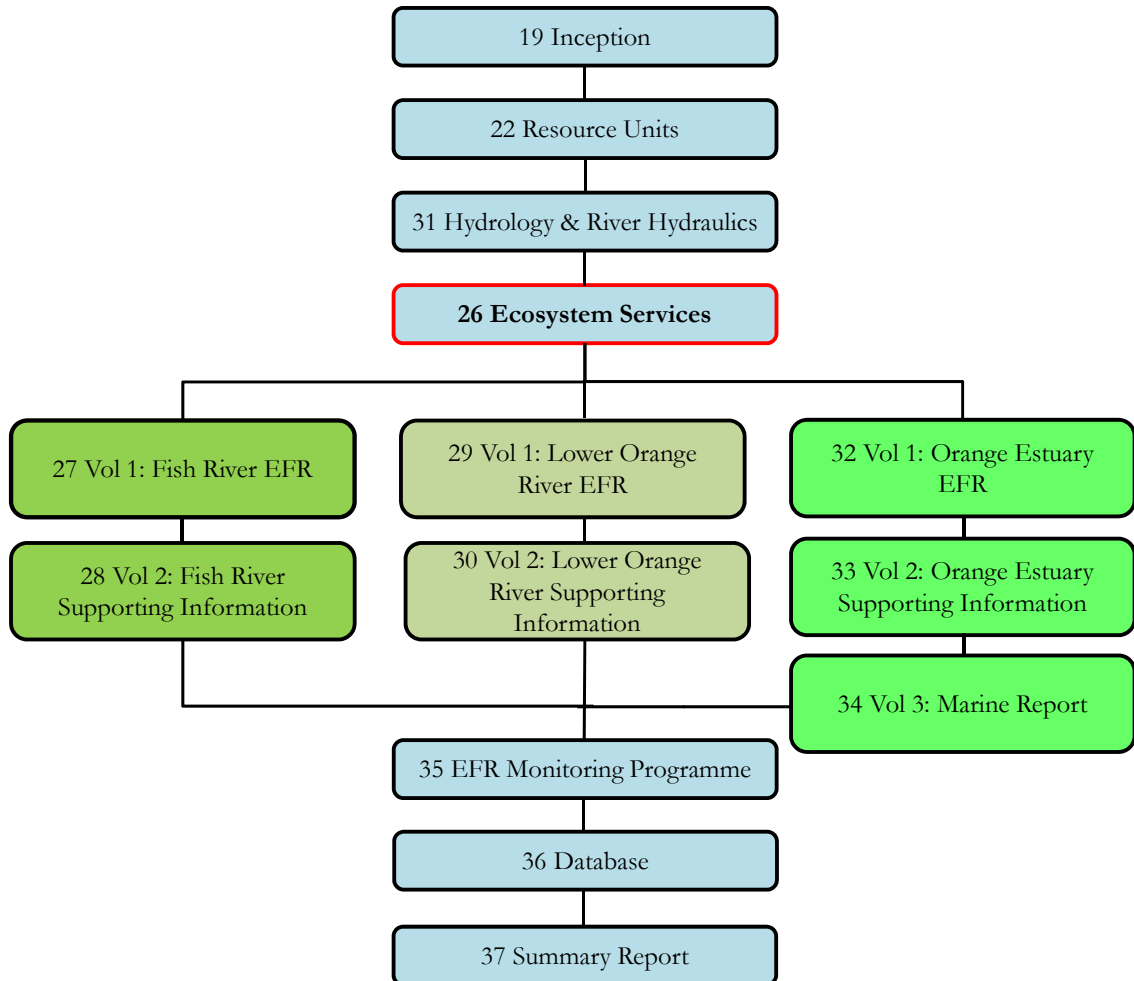 19 Inception
22 Resource Units
31 Hydrology & River Hydraulics
26 Ecosystem Services
27 Vol 1: Fish River EFR
29 Vol 1: Lower Orange
River EFR
32 Vol 1: Orange Estuary
EFR
28 Vol 2: Fish River
Supporting Information
30 Vol 2: Lower Orange
River Supporting
Information
33 Vol 2: Orange Estuary
Supporting Information
34 Vol 3: Marine Report
35 EFR Monitoring Programme
36 Database
37 Summary Report